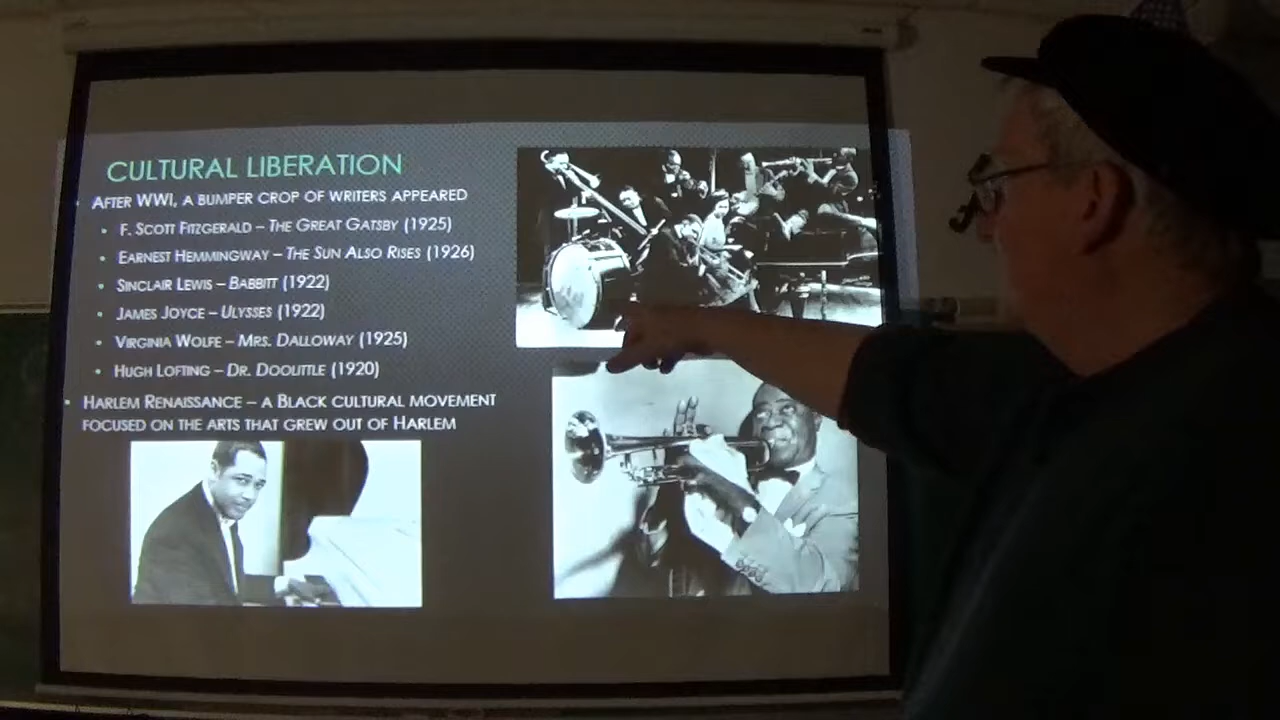 CULTURAL LIBERATION
AFTER WWI, A BUMPER CROP OF WRITERS APPEARED
F. SCOTT FITZGERALD – THE GREAT GATSBY (1925)
EARNEST HEMMINGWAY – THE SUN ALSO RISES (1926)
SINCLAIR LEWIS – BABBITT (1922)
JAMES JOYCE – ULYSSES (1922)
VIRGINIA WOLFE – MRS. DALLOWAY (1925)
HUGH LOFTING – DR. DOOLITTLE (1920)
HARLEM RENAISSANCE – A BLACK CULTURAL MOVEMENT
FOCUSED ON THE ARTS THAT GREW OUT OF HARLEM